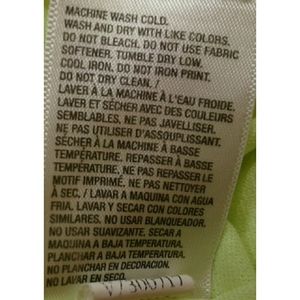 MACHINE WASH COLD.
WASH AND DRY WITH LIKE COLORS.
DO NOT BLEACH. DO NOT USE FABRIC
SOFTENER. TUMBLE DRY LOW.
COOL IRON. DO NOT IRON PRINT.
DO NOT DRY CLEAN. /
LAVER À LA MACHINE À L'EAU FROIDE.
LAVER ET SÉCHER AVEC DES COULEURS
SEMBLABLES, NE PAS JAVELLISER.
NE PAS UTILISER D'ASSOUPLISSANT.
SÉCHER À LA MACHINE À BASSE
TEMPÉRATURE. REPASSER À BASSE
TEMPÉRATURE. NE PAS REPASSER LE
MOTIF IMPRIMÉ. NE PAS NETTOYER
À SEC. / LAVAR A MAQUINA CON AGUA
FRIA. LAVAR Y SECAR CON COLORES
SIMILARES. NO USAR BLANQUEADOR.
NO USAR SUAVIZANTE. SECAR A
MAQUINA A BAJA TEMPERATURA.
PLANCHAR A BAJA TEMPERATURA.
NO PLANCHAR EN DECORACION.
NO LAVAR EN SECO.